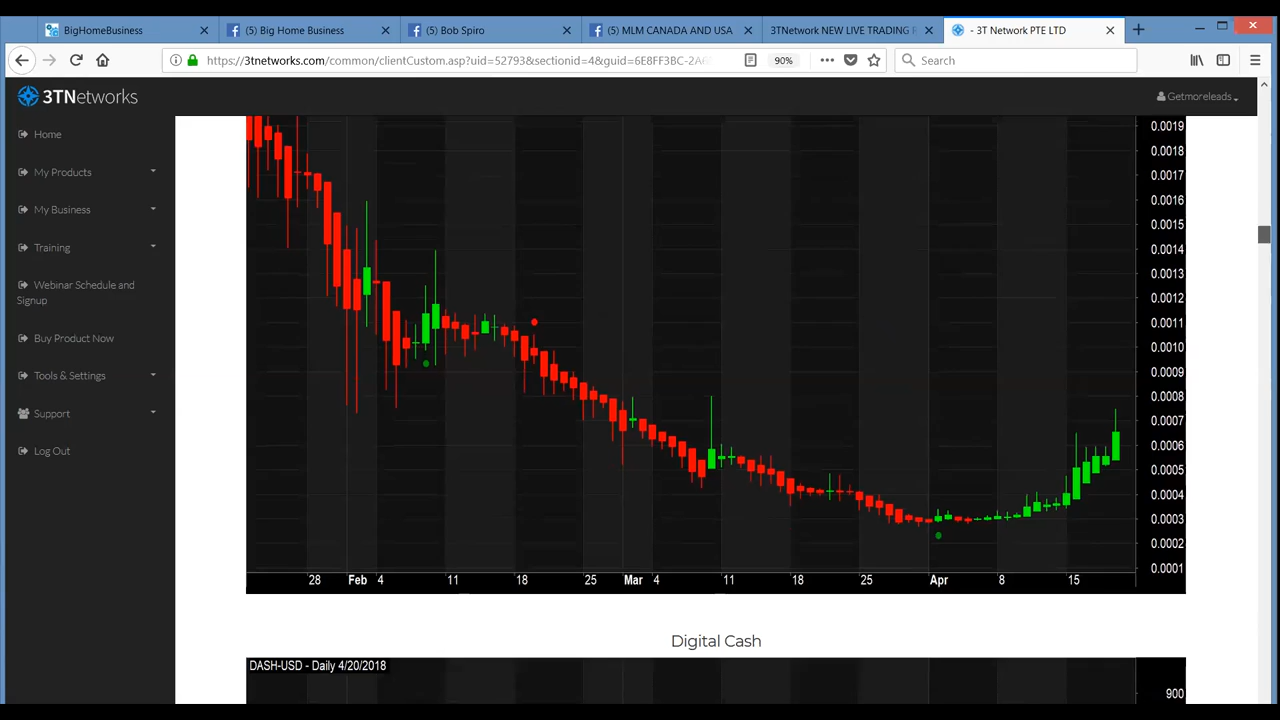 BigHomeBusiness
(5) Big Home Business
(5) Bob Spiro
(5) MLM CANADA AND USA
3TNetwork NEW LIVE TRADING
- 3T Network PTE LTD
https://3tnetworks.com/common/clientCustom.asp?uid=52793&sectionid=4&guid=6E8FF3BC-2A6
90%
Search
3TNetworks
Getmoreleads
Home
My Products
My Business
Training
Webinar Schedule and
Signup
Buy Product Now
Tools & Settings
Support
Log Out
0.0019
0.0018
0.0017
0.0016
0.0015
0.0014
0.0013
0.0012
0.0011
0.0010
0.0009
0.0008
0.0007
0.0006
0.0005
0.0004
0.0003
0.0002
0.0001
28 Feb 4 11 18 25 Mar 4 11 18 25 Apr 8 15
Digital Cash
DASH-USD - Daily 4/20/2018
900